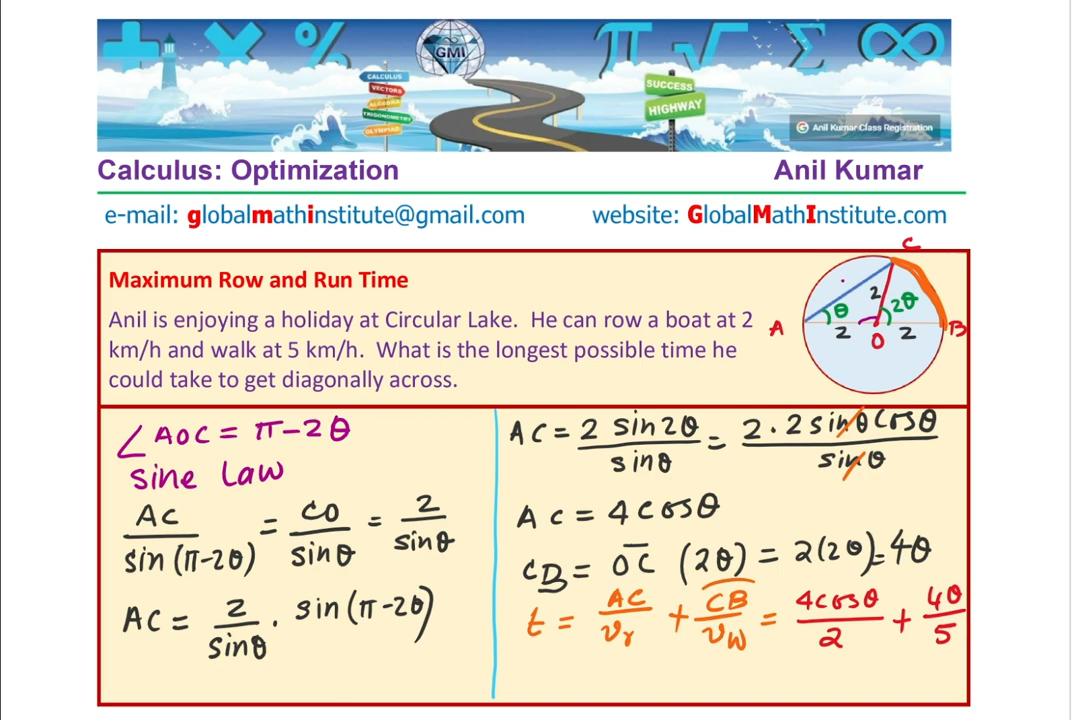 GMI
CALCULUS
VECTORS
ALGEBRA
TRIGONOMETRY
OLYMPIAD
SUCCESS
HIGHWAY
Anil Kumar Class Registration
Calculus: Optimization
Anil Kumar
e-mail: globalmathinstitute@gmail.com
website: GlobalMathInstitute.com
Maximum Row and Run Time
Anil is enjoying a holiday at Circular Lake. He can row a boat at 2
km/h and walk at 5 km/h. What is the longest possible time he
could take to get diagonally across.
C
2
θ
2θ
A
2
O
2
B
∠AOC = π-2θ
sine Law
AC/sin(π-2θ) = CO/sinθ = 2/sinθ
AC = 2/sinθ . sin(π-2θ)
AC = 2 sin2θ/sinθ = 2.2sinθcosθ/sinθ
AC = 4cosθ
CB = OC (2θ) = 2(2θ)=4θ
t = AC/vr + CB/vw = 4cosθ/2 + 4θ/5